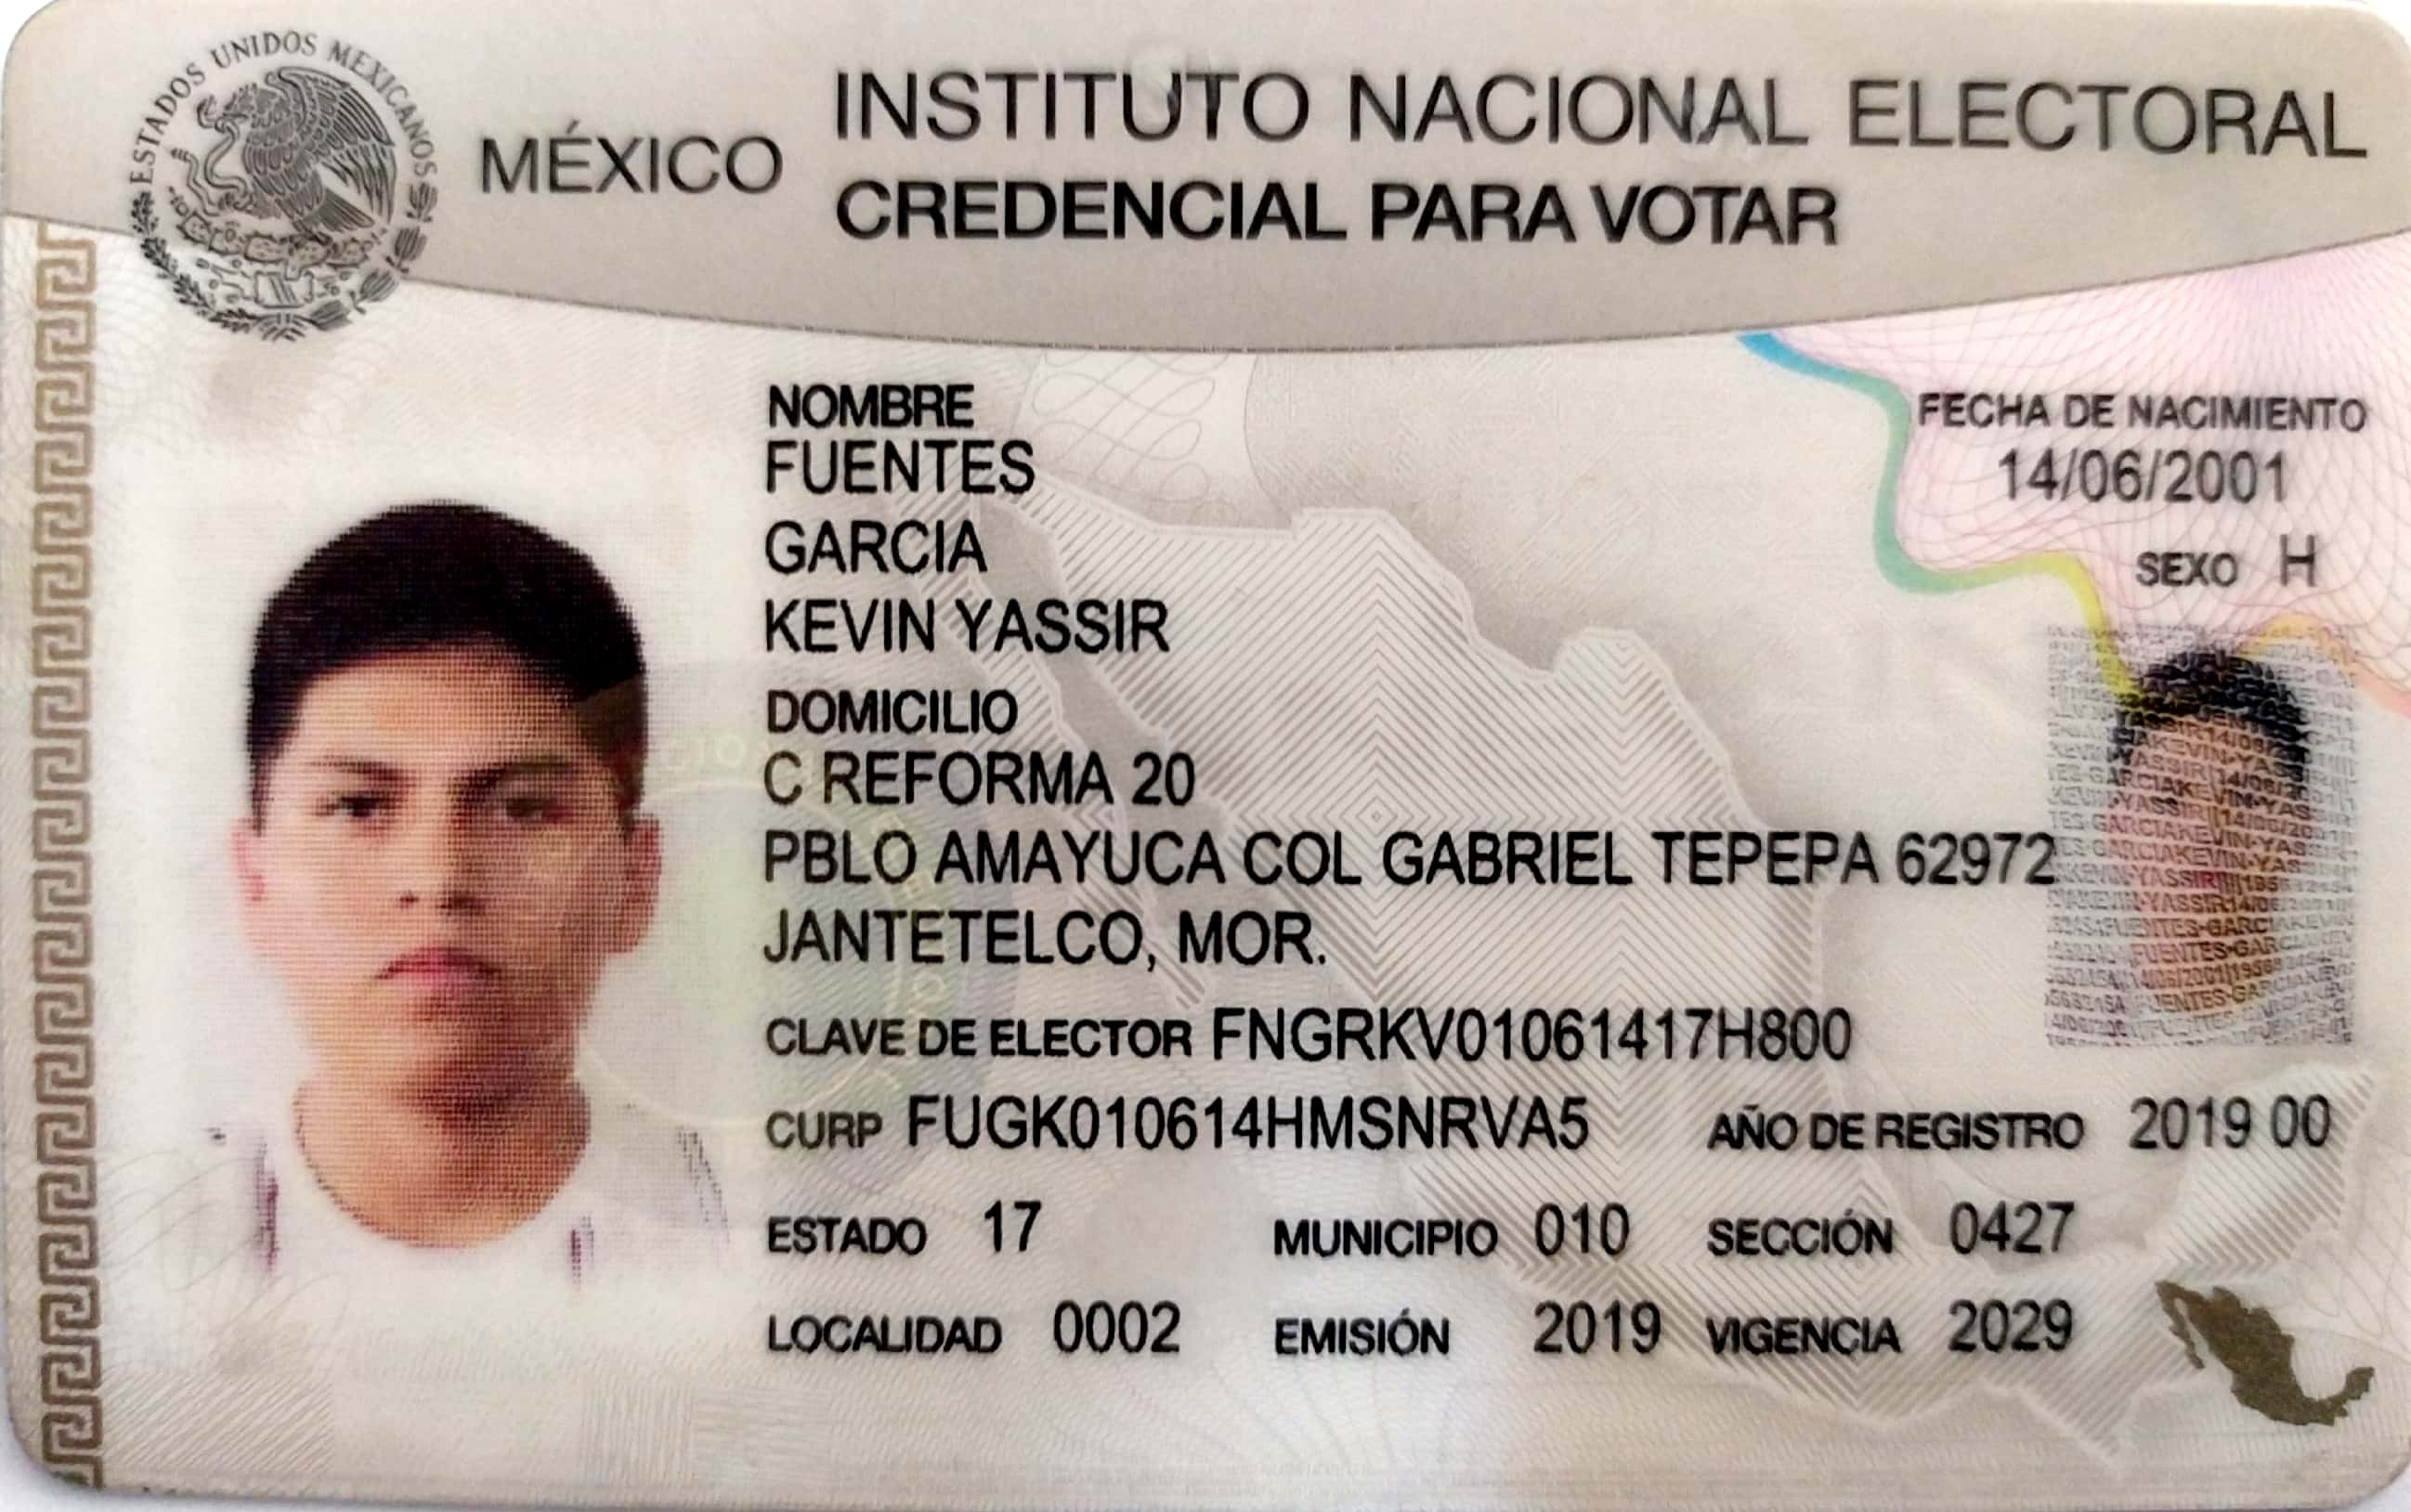 ESTADOS UNIDOS MEXICANOS
MÉXICO
INSTITUTO NACIONAL ELECTORAL
CREDENCIAL PARA VOTAR
NOMBRE
FUENTES
GARCIA
KEVIN YASSIR
FECHA DE NACIMIENTO
14/06/2001
SEXO H
DOMICILIO
C REFORMA 20
PBLO AMAYUCA COL GABRIEL TEPEPA 62972
JANTETELCO, MOR.
CLAVE DE ELECTOR FNGRKV01061417H800
CURP FUGK010614HMSNRVA5 AÑO DE REGISTRO 2019 00
ESTADO 17 MUNICIPIO 010 SECCIÓN 0427
LOCALIDAD 0002 EMISIÓN 2019 VIGENCIA 2029